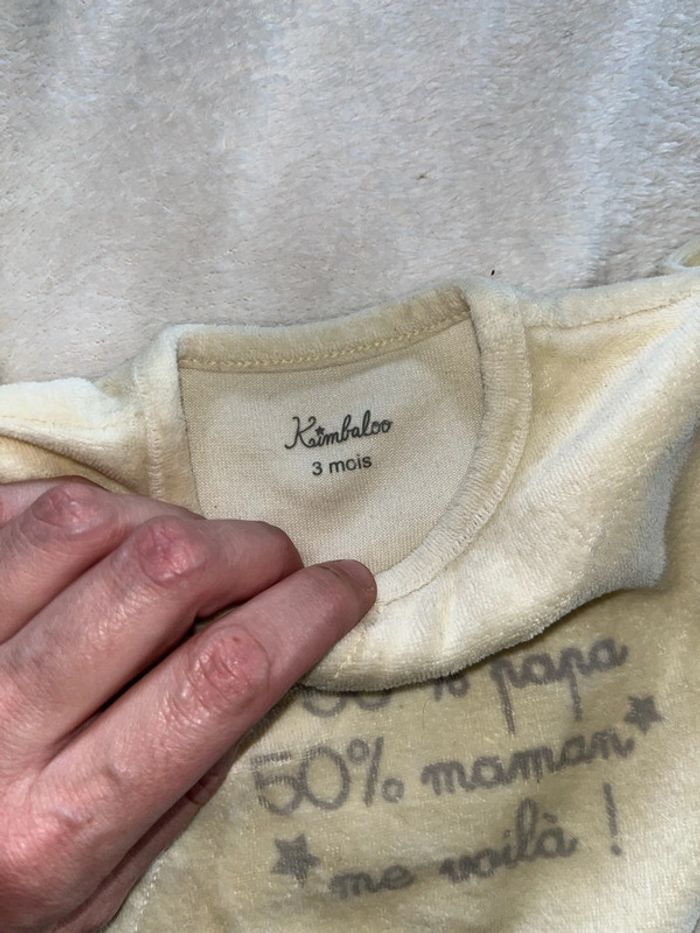 Kimbaloo
3 mois
% papa
50% maman
me voilà !